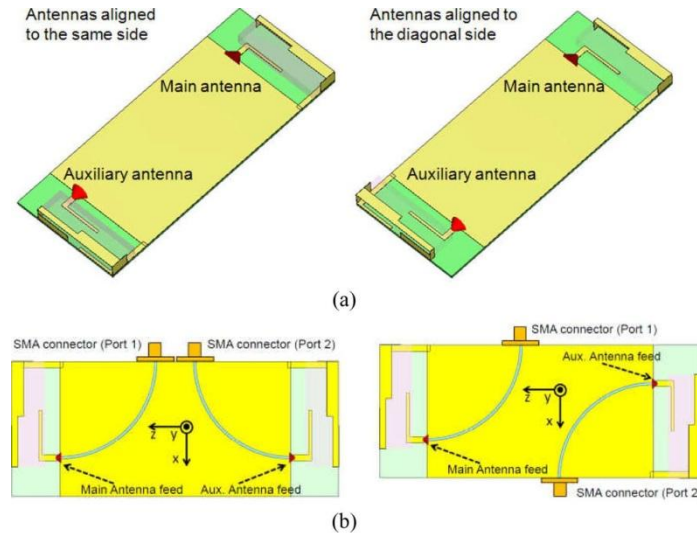 Antennas aligned
to the same side
Main antenna
Auxiliary antenna
Antennas aligned to
the diagonal side
Main antenna
Auxiliary antenna
(a)
SMA connector (Port 1)
SMA connector (Port 2)
z
y
x
Main Antenna feed
Aux. Antenna feed
SMA connector (Port 1)
Aux. Antenna feed
z
y
x
Main Antenna feed
SMA connector (Port 2)
(b)